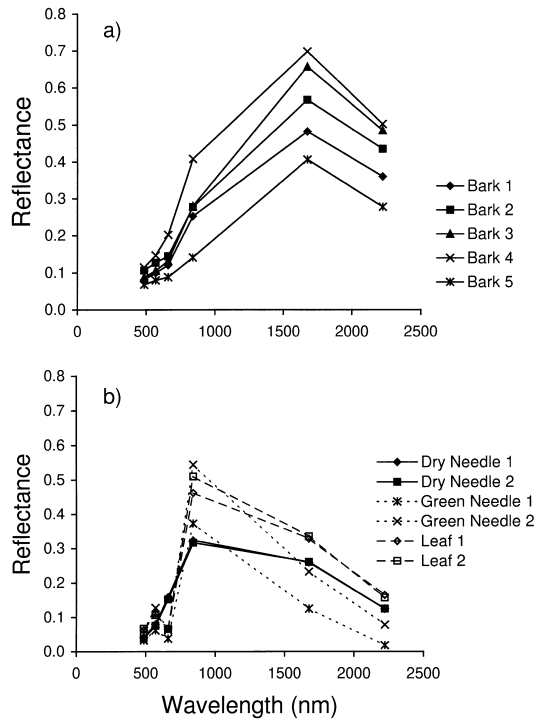 a)
Reflectance
0.8
0.7
0.6
0.5
0.4
0.3
0.2
0.1
0.0
0 500 1000 1500 2000 2500
Bark 1
Bark 2
Bark 3
Bark 4
Bark 5
b)
Reflectance
0.8
0.7
0.6
0.5
0.4
0.3
0.2
0.1
0.0
0 500 1000 1500 2000 2500
Dry Needle 1
Dry Needle 2
Green Needle 1
Green Needle 2
Leaf 1
Leaf 2
Wavelength (nm)